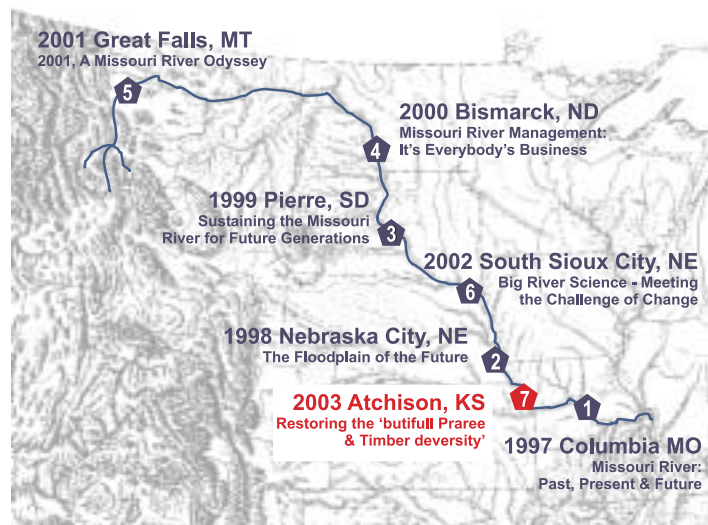 2001 Great Falls, MT
2001, A Missouri River Odyssey
5
2000 Bismarck, ND
Missouri River Management:
It's Everybody's Business
4
1999 Pierre, SD
Sustaining the Missouri
River for Future Generations
3
2002 South Sioux City, NE
Big River Science - Meeting
the Challenge of Change
6
1998 Nebraska City, NE
The Floodplain of the Future
2
2003 Atchison, KS
Restoring the 'butifull Praree
& Timber deversity'
7
1
1997 Columbia MO
Missouri River:
Past, Present & Future